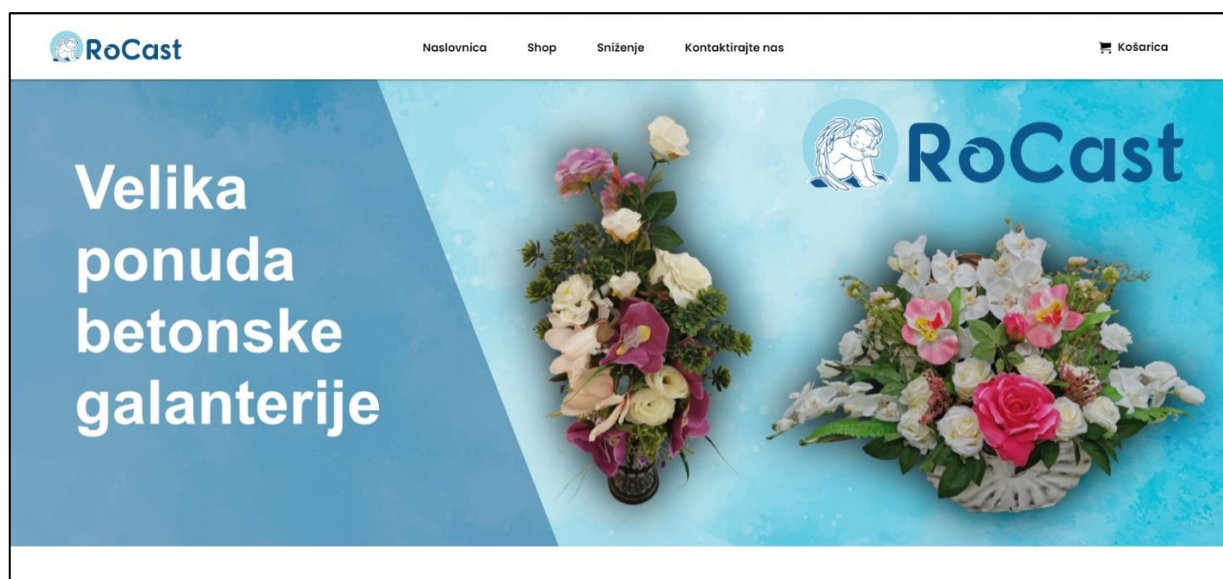 RoCast
Naslovnica
Shop
Sniženje
Kontaktirajte nas
Košarica
RoCast
Velika
ponuda
betonske
galanterije